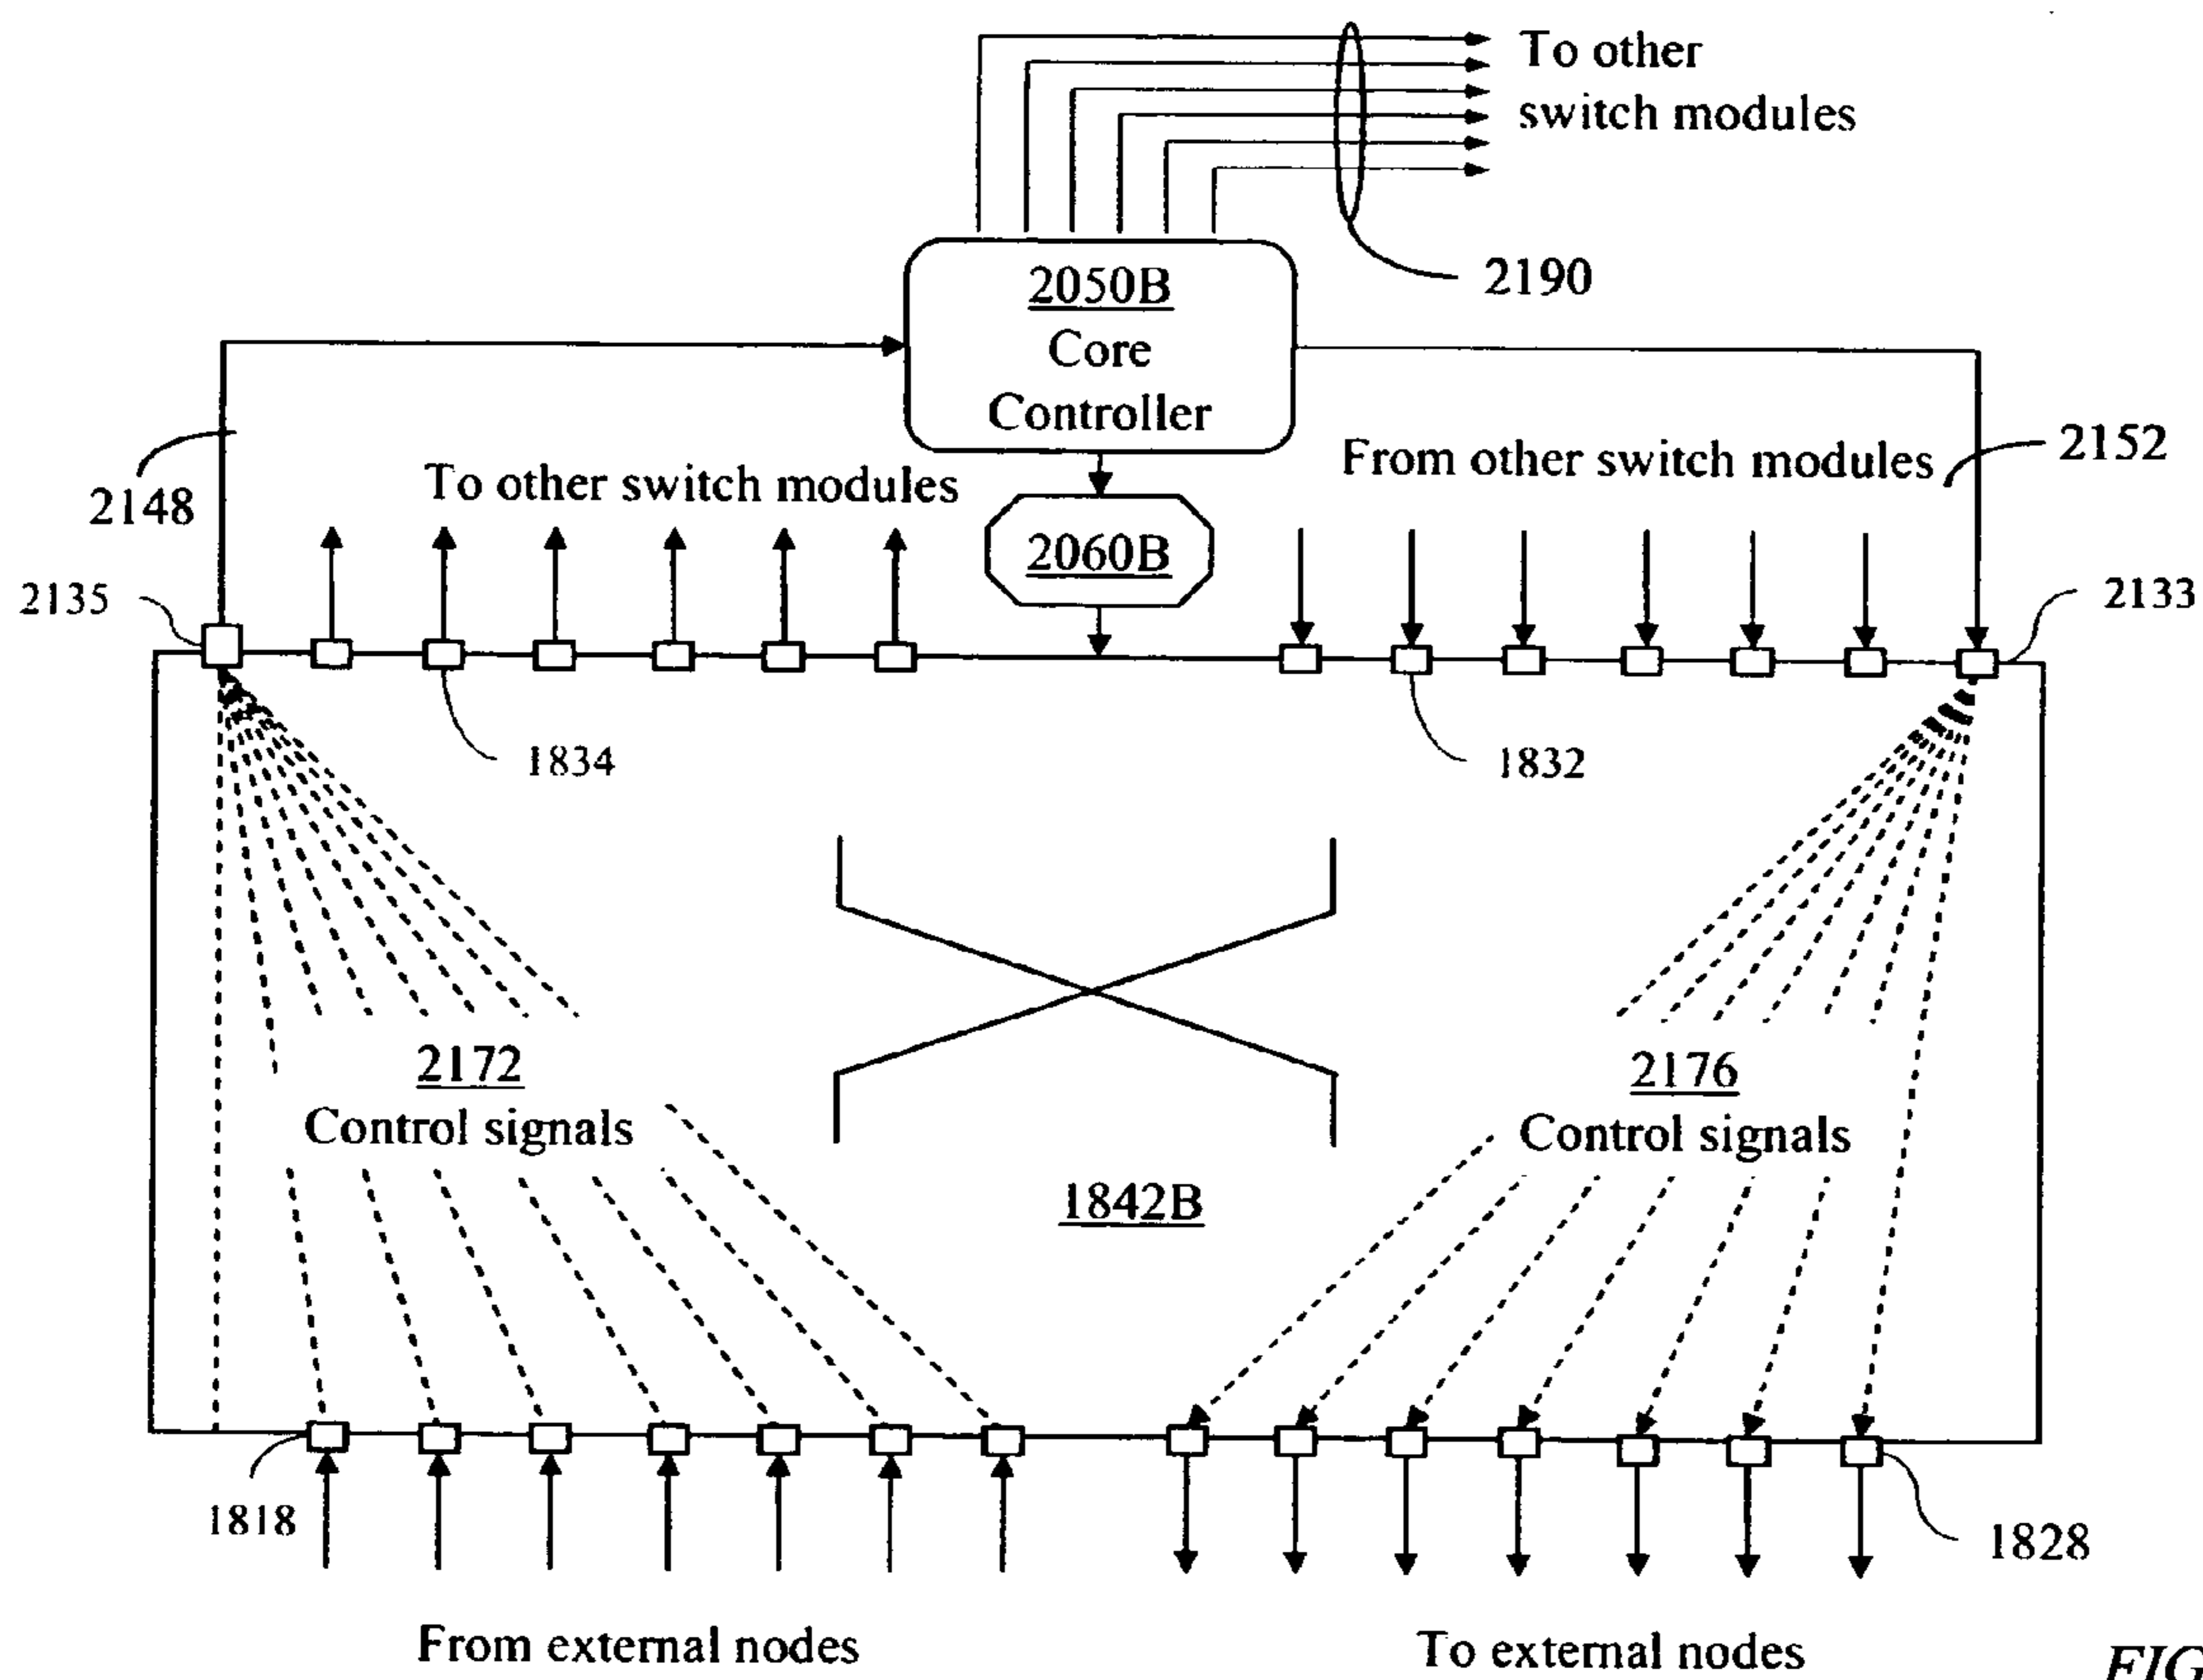 To other
switch modules
2190
2050B
Core
Controller
2148
To other switch modules
From other switch modules
2152
2060B
2135
2133
1834
1832
2172
Control signals
2176
Control signals
1842B
1818
1828
From external nodes
To external nodes
FIG